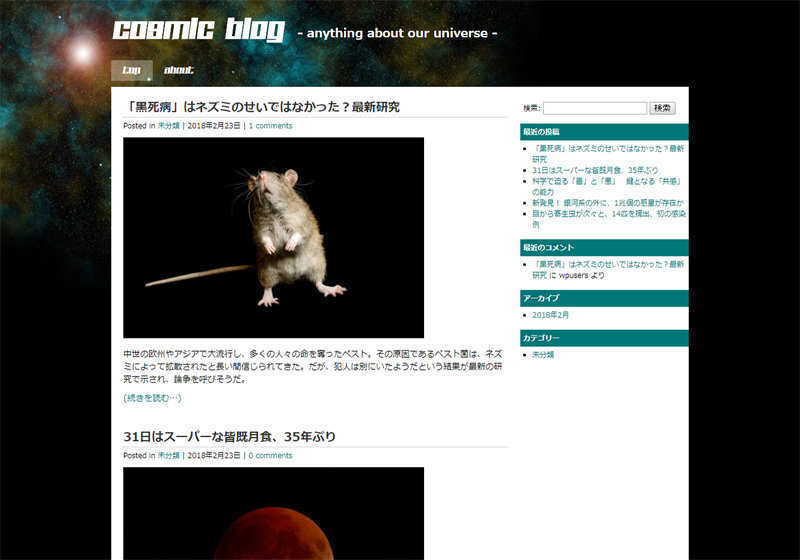 cosmic blog - anything about our universe -
top about
「黒死病」はネズミのせいではなかった？最新研究
Posted in 未分類 | 2018年2月23日 | 1 comments
中世の欧州やアジアで大流行し、多くの人々の命を奪ったペスト。その原因であるペスト菌は、ネズ
ミによって拡散されたと長い間信じられてきた。だが、犯人は別にいたようだという結果が最新の研
究で示され、論争を呼びそうだ。
(続きを読む…)
31日はスーパーな皆既月食、35年ぶり
Posted in 未分類 | 2018年2月23日 | 0 comments
検索: 検索
最近の投稿
「黒死病」はネズミのせいではなかった？最新
研究
31日はスーパーな皆既月食、35年ぶり
科学で迫る「善」と「悪」　鍵となる「共感」
の能力
新発見！ 銀河系の外に、1兆個の惑星が存在か
目から寄生虫が次々と、14匹を摘出、初の感染
例
最近のコメント
「黒死病」はネズミのせいではなかった？最新
研究 に wpusers より
アーカイブ
2018年2月
カテゴリー
未分類